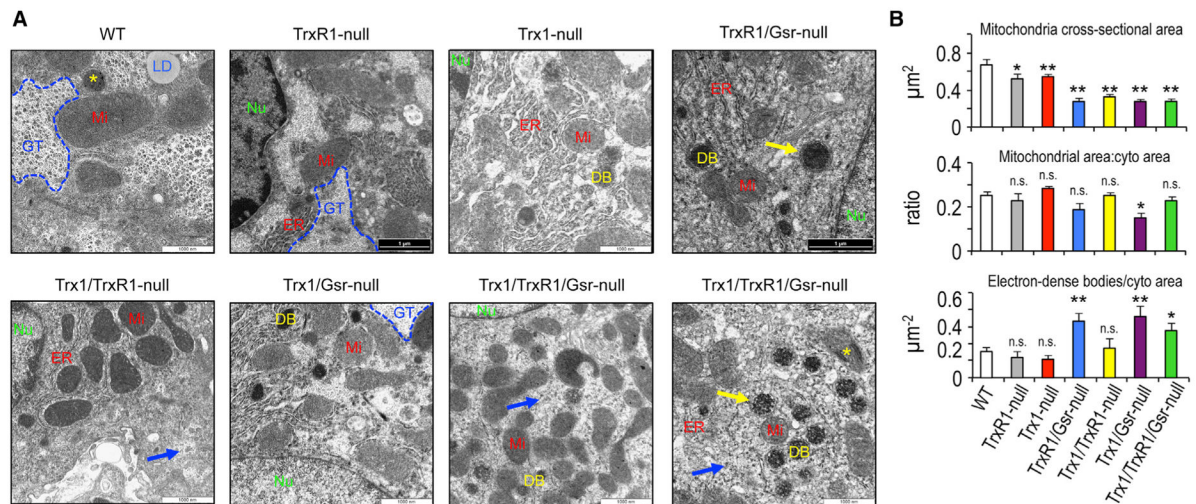 A
WT
TrxR1-null
Trx1-null
TrxR1/Gsr-null
*
LD
Mi
GT
1000 nm
Nu
Mi
GT
ER
1 µm
Nu
ER
Mi
DB
1000 nm
ER
DB
Mi
Nu
1 µm
Trx1/TrxR1-null
Trx1/Gsr-null
Trx1/TrxR1/Gsr-null
Trx1/TrxR1/Gsr-null
Nu
Mi
ER
1000 nm
DB
GT
Mi
Nu
1000 nm
Nu
Mi
DB
1000 nm
*
ER
Mi
DB
1000 nm
B
Mitochondria cross-sectional area
µm2
0.8
0.4
0
* ** ** ** ** **
Mitochondrial area:cyto area
ratio
0.4
0.2
0
n.s. n.s. n.s. n.s. * n.s.
Electron-dense bodies/cyto area
µm-2
0.6
0.4
0.2
0
n.s. n.s. ** n.s. ** *
WT
TrxR1-null
Trx1-null
TrxR1/Gsr-null
Trx1/TrxR1-null
Trx1/Gsr-null
Trx1/TrxR1/Gsr-null